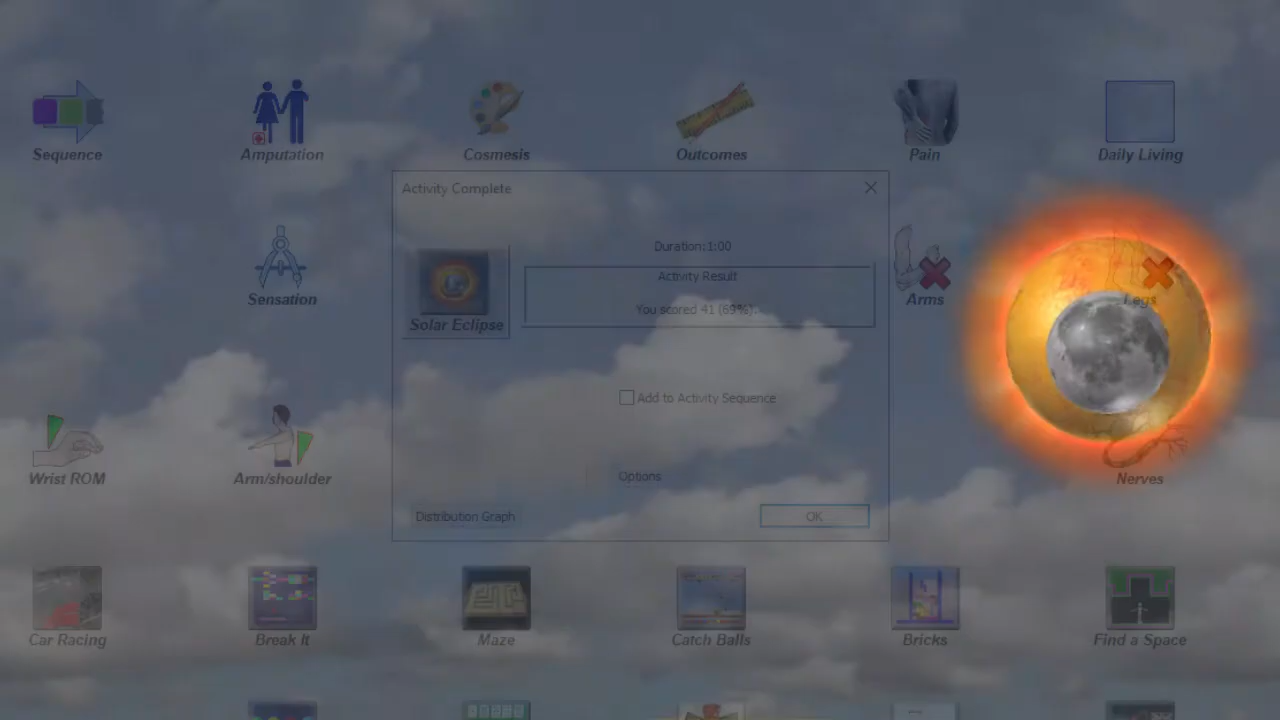 Sequence
Amputation
Cosmesis
Outcomes
Pain
Daily Living
Activity Complete
Duration:1:00
Activity Result
You scored 41 (69%).
Solar Eclipse
Sensation
Arms
Legs
Add to Activity Sequence
Wrist ROM
Arm/shoulder
Options
Nerves
Distribution Graph
OK
Car Racing
Break It
Maze
Catch Balls
Bricks
Find a Space